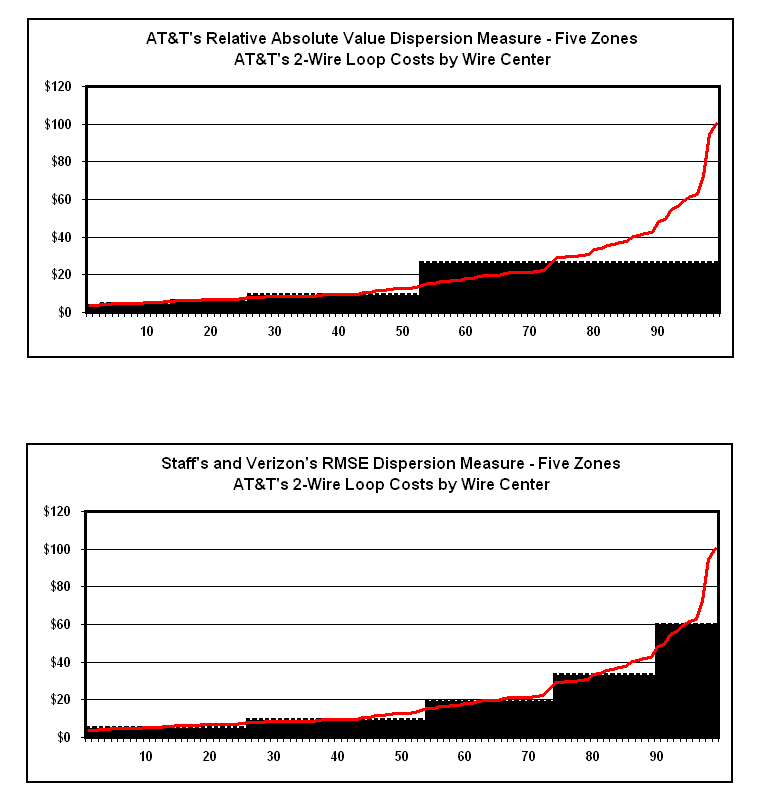 AT&T's Relative Absolute Value Dispersion Measure - Five Zones
AT&T's 2-Wire Loop Costs by Wire Center
$120
$100
$80
$60
$40
$20
$0
10 20 30 40 50 60 70 80 90
Staff's and Verizon's RMSE Dispersion Measure - Five Zones
AT&T's 2-Wire Loop Costs by Wire Center
$120
$100
$80
$60
$40
$20
$0
10 20 30 40 50 60 70 80 90